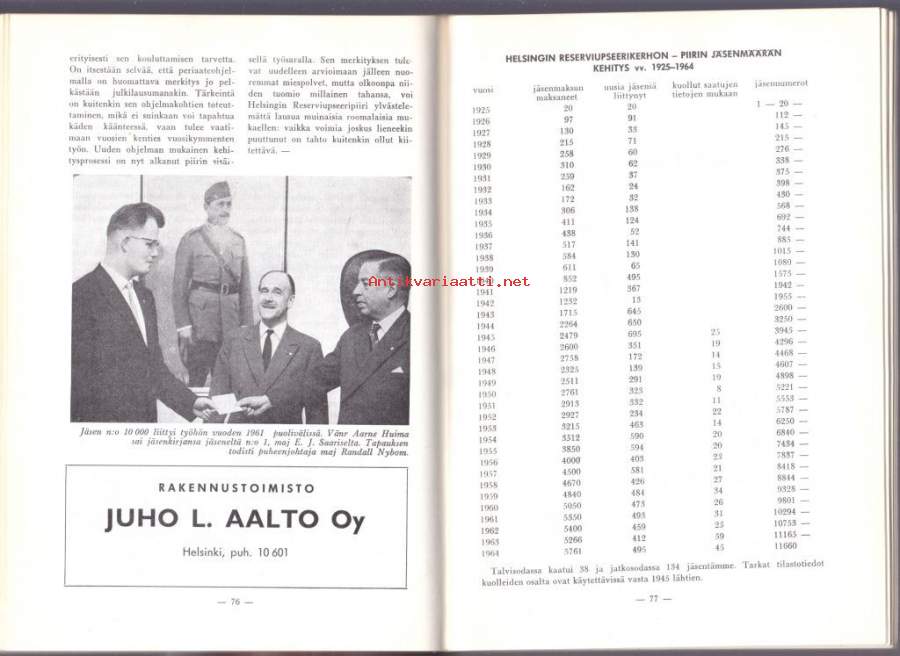 erityisesti sen kouluttamisen tarvetta.
On itsestään selvää, että periaateohjel-
malla on huomattava merkitys jo pel-
kästään julkilausumanakin. Tärkeintä
on kuitenkin sen ohjelmakohtien toteut-
taminen, mikä ei suinkaan voi tapahtua
käden käänteessä, vaan tulee vaati-
maan vuosien kenties vuosikymmenten
työn. Uuden ohjelman mukainen kehi-
tysprosessi on nyt alkanut piirin sisäi-
sellä työsaralla. Sen merkityksen tule-
vat uudelleen arvioimaan jälleen nuo-
remmat miespolvet, mutta olkoonpa nii-
den tuomio millainen tahansa, voi
Helsingin Reserviupseeripiiri ylvästele-
mättä lausua muinaisia roomalaisia mu-
kaellen: vaikka voimia joskus lieneekin
puuttunut on tahto kuitenkin ollut kii-
tettävä. —
Antikvariaatti.net
Jäsen n:o 10 000 liittyi työhön vuoden 1961 puolivälissä. Vänr Aarne Huima
sai jäsenkirjansa jäseneltä n:o 1, maj E. J. Saariselta. Tapauksen
todisti puheenjohtaja maj Randall Nybom.
RAKENNUSTOIMISTO
JUHO L. AALTO Oy
Helsinki, puh. 10 601
— 76 —
HELSINGIN RESERVIUPSEERIKERHON – PIIRIN JÄSENMÄÄRÄN
KEHITYS vv. 1925–1964
vuosi jäsenmaksun maksaneet uusia jäseniä liittynyt kuollut saatujen tietojen mukaan jäsennumerot
1925 20 20 1 — 20 —
1926 97 91 112 —
1927 130 33 145 —
1928 215 71 215 —
1929 258 60 276 —
1930 310 62 338 —
1931 259 37 375 —
1932 162 24 398 —
1933 172 32 430 —
1934 306 138 568 —
1935 411 124 692 —
1936 438 52 744 —
1937 517 141 885 —
1938 584 130 1015 —
1939 611 65 1080 —
852 495 1575 —
1941 1219 367 1942 —
1942 1232 13 1955 —
1943 1715 645 2600 —
1944 2264 650 3250 —
1945 2479 695 25 3945 —
1946 2600 351 19 4296 —
1947 2758 172 14 4468 —
1948 2325 139 15 4607 —
1949 2511 291 19 4898 —
1950 2761 323 8 5221 —
1951 2913 332 11 5553 —
1952 2927 234 22 5787 —
1953 3215 463 14 6250 —
1954 3512 590 20 6840 —
1955 3850 594 20 7434 —
1956 4000 403 22 7837 —
1957 4500 581 21 8418 —
1958 4670 426 27 8844 —
1959 4840 484 34 9328 —
1960 5050 473 26 9801 —
1961 5350 493 31 10294 —
1962 5400 459 23 10753 —
1963 5266 412 39 11165 —
1964 5761 495 45 11660
Talvisodassa kaatui 38 ja jatkosodassa 134 jäsentämme. Tarkat tilastotiedot
kuolleiden osalta ovat käytettävissä vasta 1945 lähtien.
— 77 —